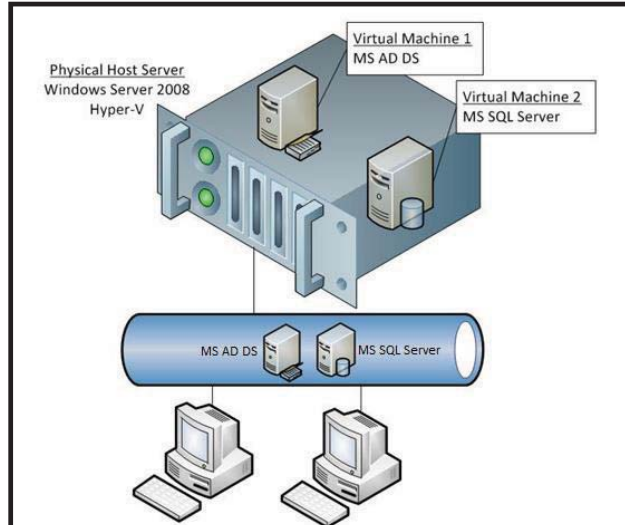 Virtual Machine 1
MS AD DS
Physical Host Server
Windows Server 2008
Hyper-V
Virtual Machine 2
MS SQL Server
MS AD DS
MS SQL Server